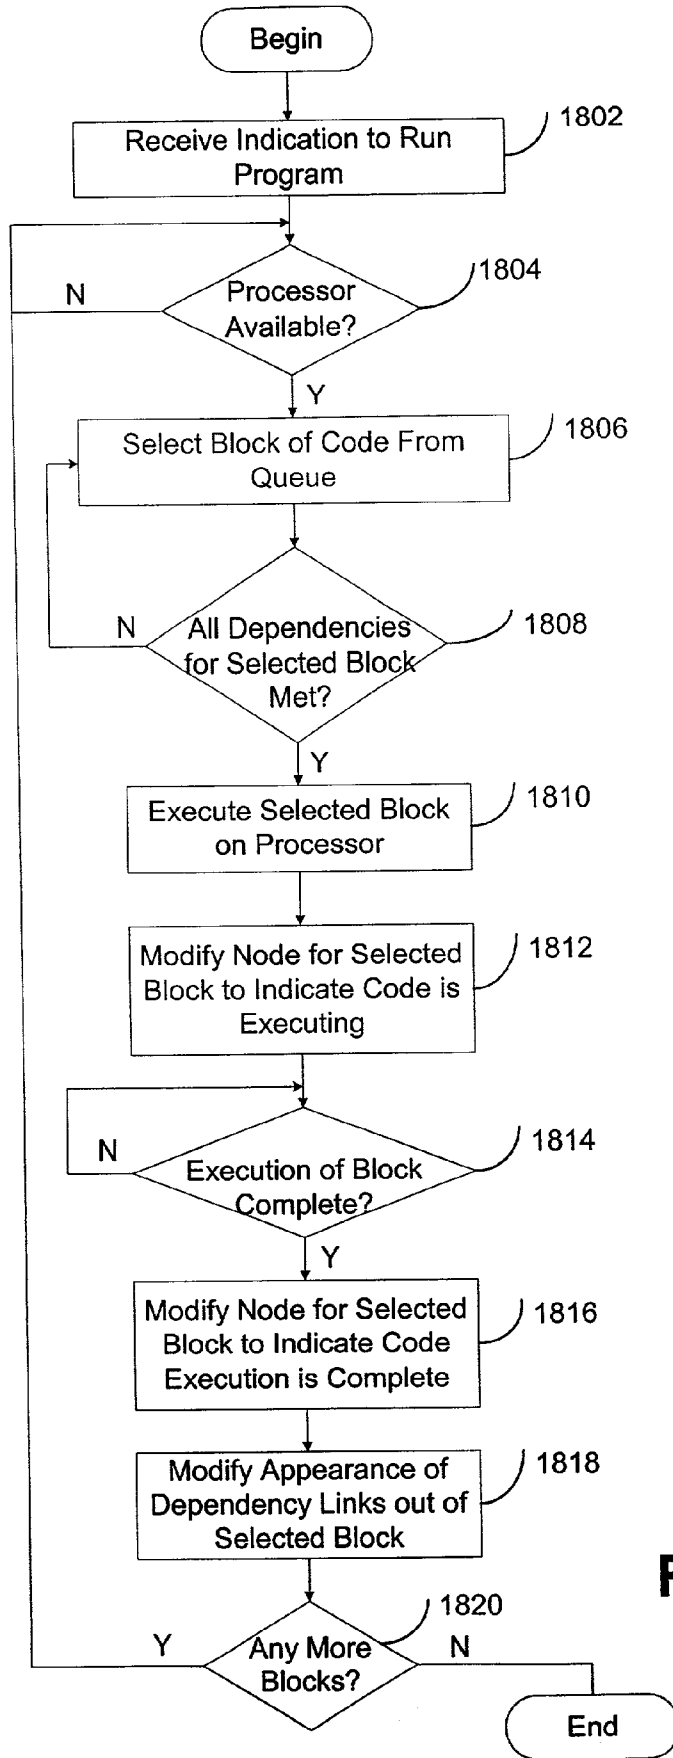 Begin
Receive Indication to Run
Program
1802
Processor
Available?
1804
N
Y
Select Block of Code From
Queue
1806
All Dependencies
for Selected Block
Met?
1808
N
Y
Execute Selected Block
on Processor
1810
Modify Node for Selected
Block to Indicate Code is
Executing
1812
Execution of Block
Complete?
1814
N
Y
Modify Node for Selected
Block to Indicate Code
Execution is Complete
1816
Modify Appearance of
Dependency Links out of
Selected Block
1818
Any More
Blocks?
1820
Y
N
End